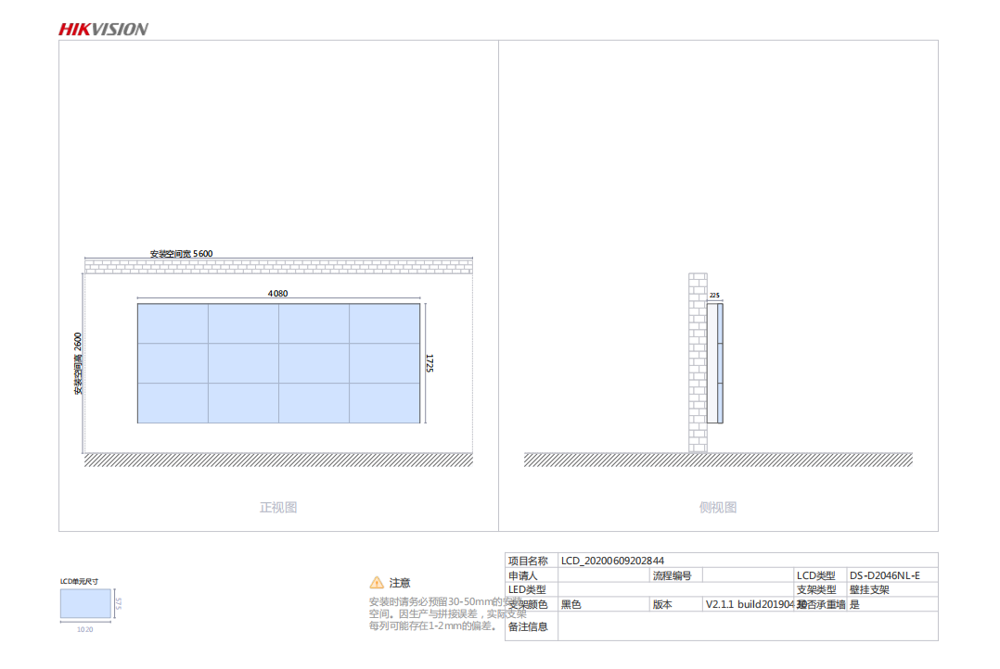 HIKVISION
安装空间宽 5600
4080
225
安装空间高 2600
1725
正视图
侧视图
LCD单元尺寸
575
1020
注意
安装时请务必预留30-50mm的安装
空间。因生产与拼接误差，实际支架
每列可能存在1-2mm的偏差。
项目名称 LCD_20200609202844
申请人 流程编号 LCD类型 DS-D2046NL-E
LED类型 支架类型 壁挂支架
支架颜色 黑色 版本 V2.1.1 build201904 是否承重墙 是
备注信息